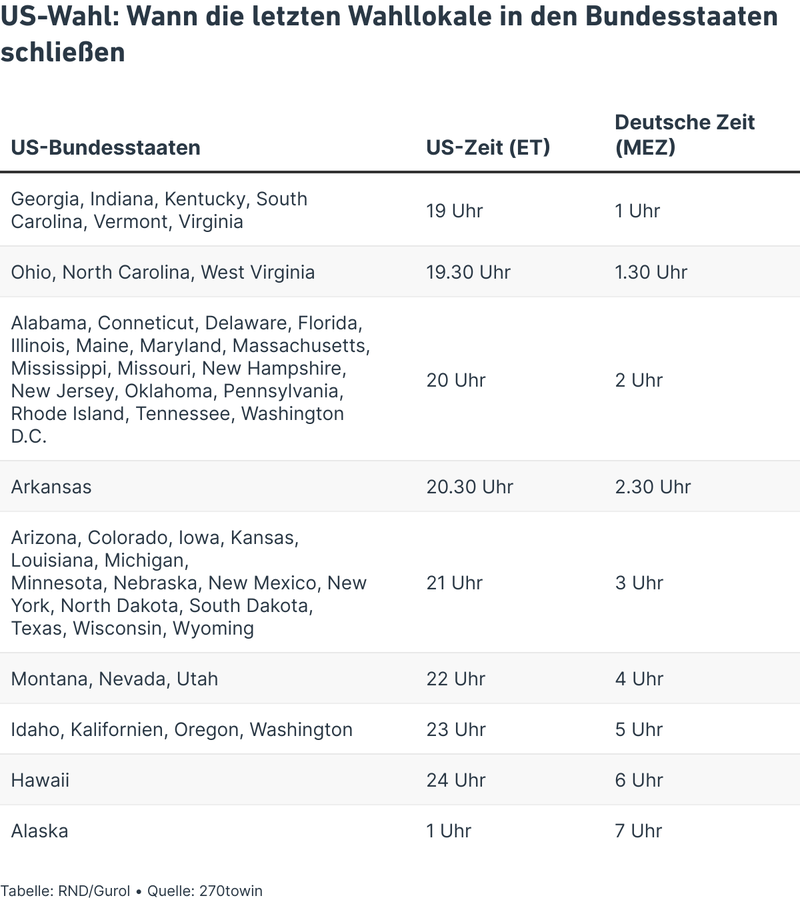 US-Wahl: Wann die letzten Wahllokale in den Bundesstaaten
schließen
US-Bundesstaaten
US-Zeit (ET)
Deutsche Zeit
(MEZ)
Georgia, Indiana, Kentucky, South
Carolina, Vermont, Virginia
19 Uhr
1 Uhr
Ohio, North Carolina, West Virginia
19.30 Uhr
1.30 Uhr
Alabama, Conneticut, Delaware, Florida,
Illinois, Maine, Maryland, Massachusetts,
Mississippi, Missouri, New Hampshire,
New Jersey, Oklahoma, Pennsylvania,
Rhode Island, Tennessee, Washington
D.C.
20 Uhr
2 Uhr
Arkansas
20.30 Uhr
2.30 Uhr
Arizona, Colorado, Iowa, Kansas,
Louisiana, Michigan,
Minnesota, Nebraska, New Mexico, New
York, North Dakota, South Dakota,
Texas, Wisconsin, Wyoming
21 Uhr
3 Uhr
Montana, Nevada, Utah
22 Uhr
4 Uhr
Idaho, Kalifornien, Oregon, Washington
23 Uhr
5 Uhr
Hawaii
24 Uhr
6 Uhr
Alaska
1 Uhr
7 Uhr
Tabelle: RND/Gurol • Quelle: 270towin